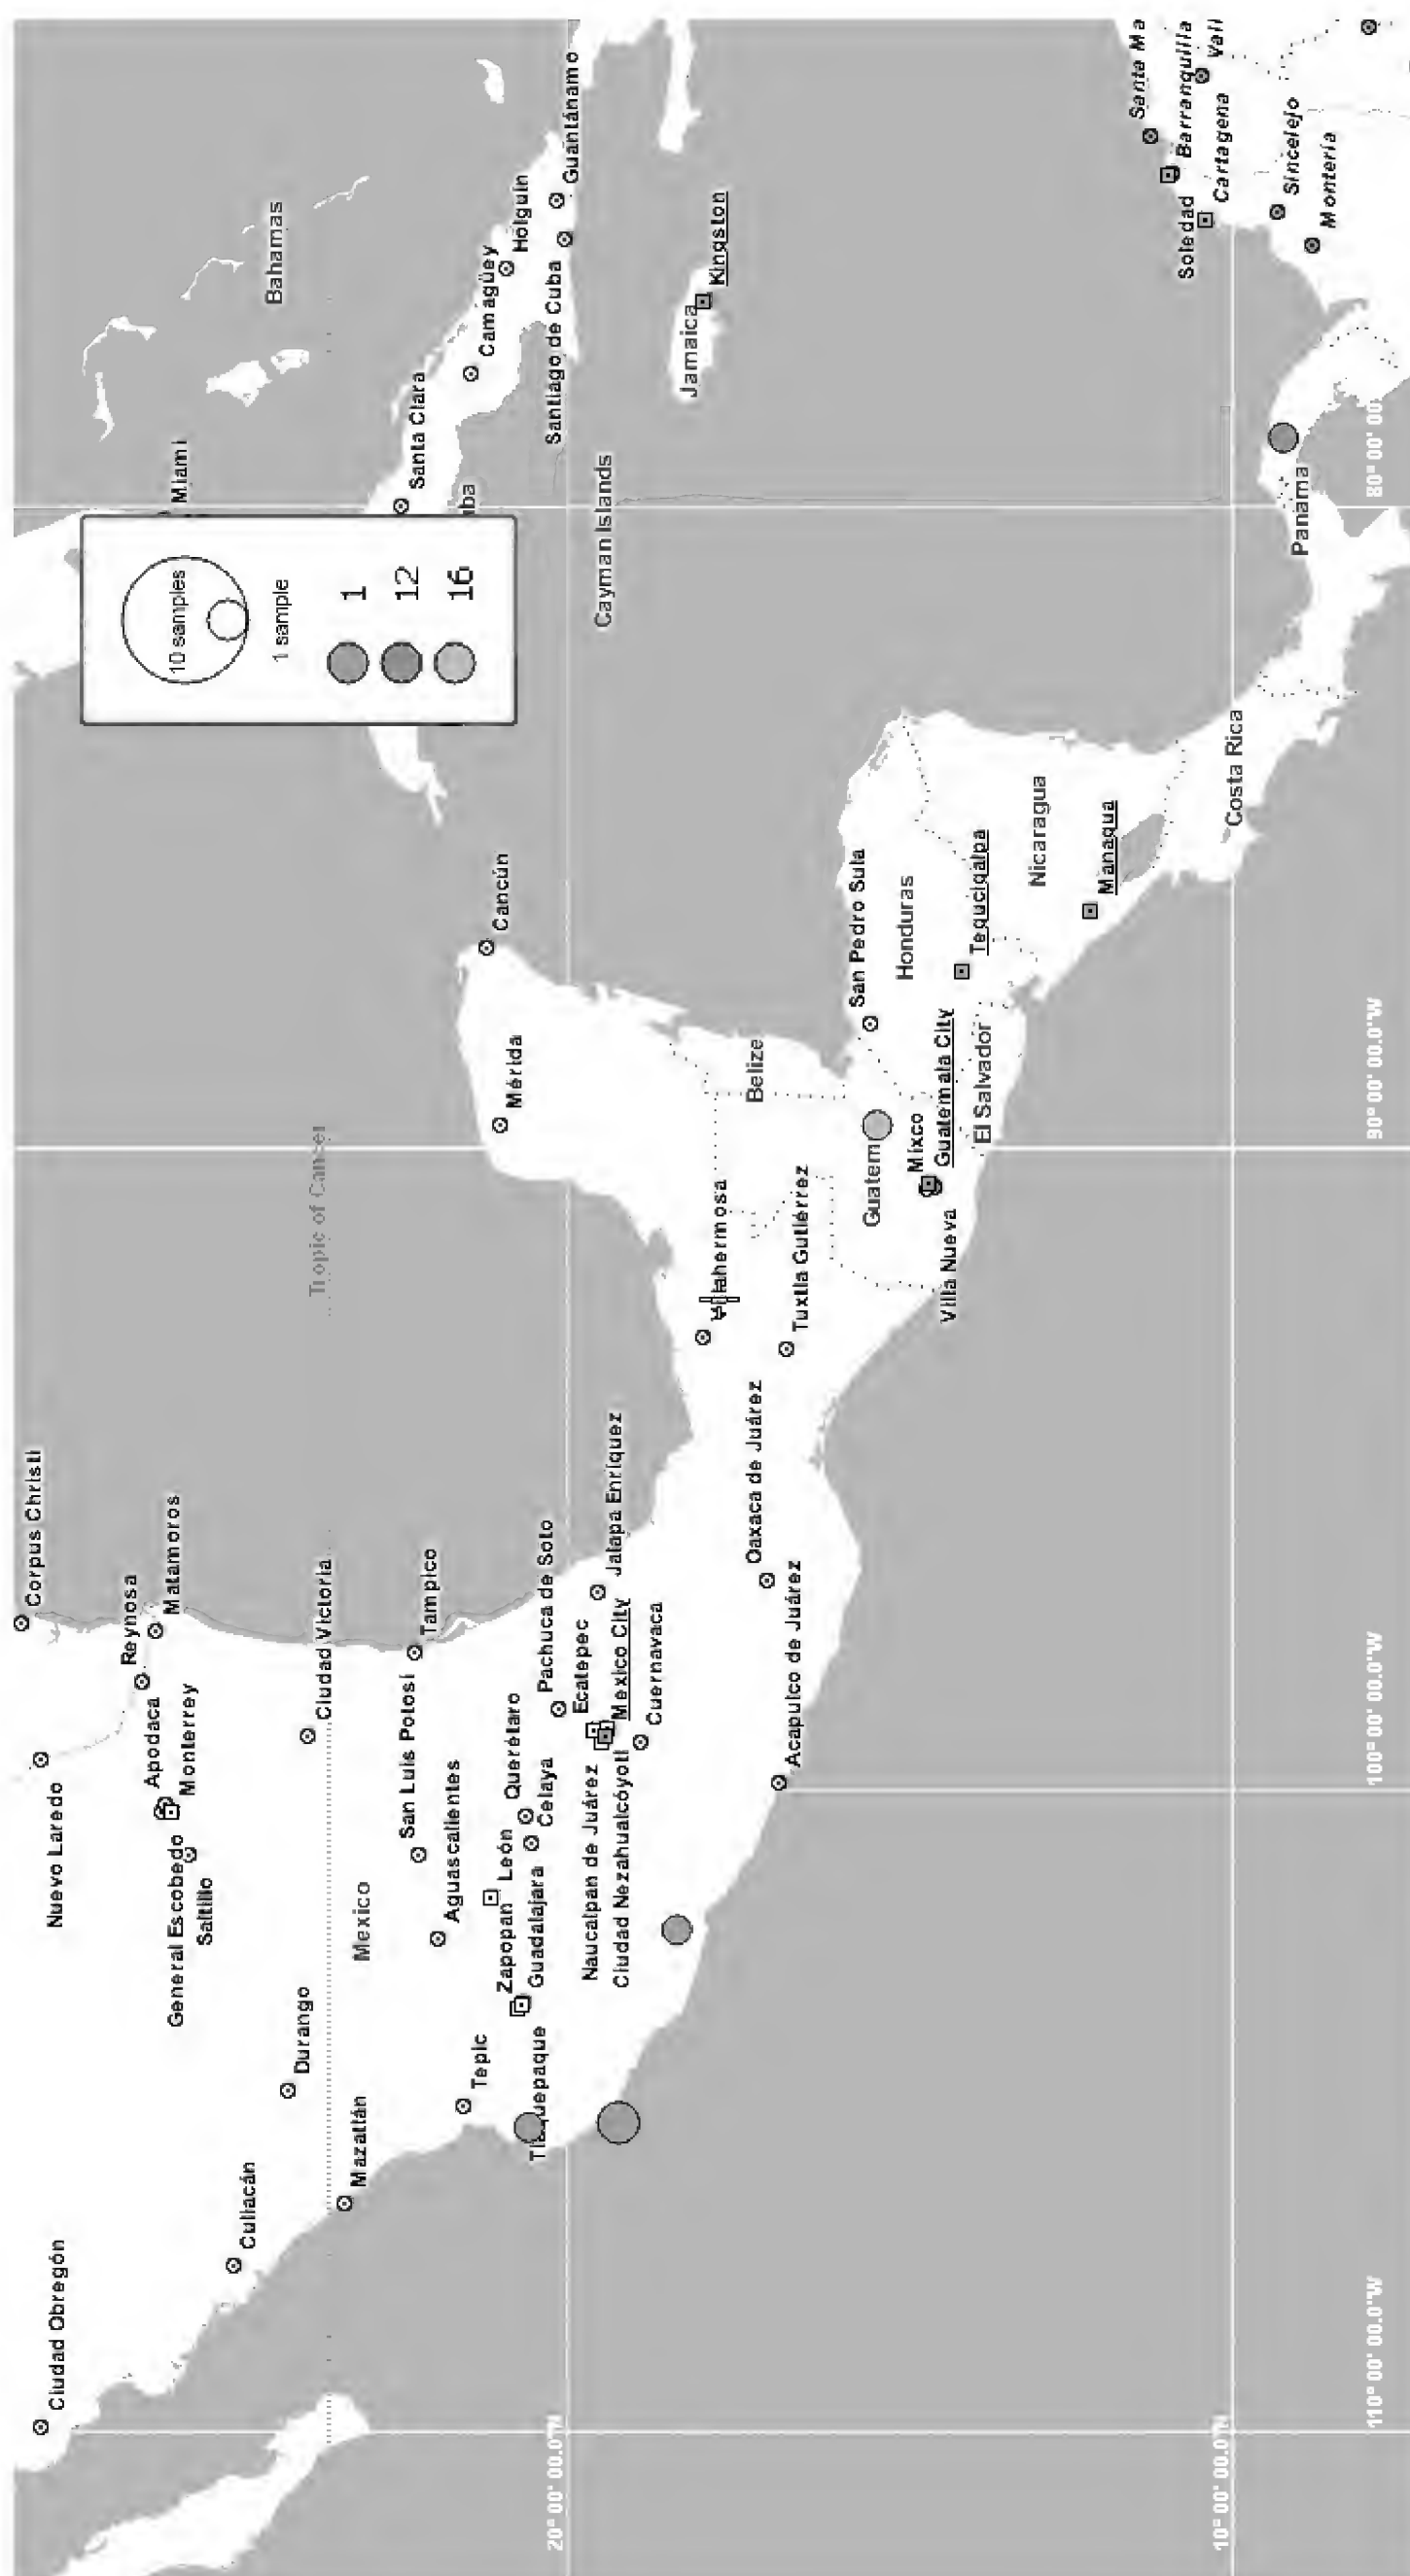 Ciudad Obregón
Nuevo Laredo
Corpus Christi
Reynosa
Matamoros
Apodaca
Monterrey
General Escobedo
Saltillo
Culiacán
Durango
Ciudad Victoria
Tropic of Cancer
Mazatlán
Mexico
San Luis Potosí
Tampico
Aguascalientes
Tepic
Zapopan
León
Querétaro
Guadalajara
Celaya
Pachuca de Soto
Ecatepec
Jalapa Enríquez
Mexico City
Naucalpan de Juárez
Ciudad Nezahualcóyotl
Cuernavaca
Oaxaca de Juárez
Acapulco de Juárez
Tuxtla Gutiérrez
Mérida
Cancún
Belize
Guatem
Mixco
Guatemala City
Villa Nueva
El Salvador
San Pedro Sula
Honduras
Tegucigalpa
Nicaragua
Managua
Costa Rica
Panama
Miami
Bahamas
10 samples
1 sample
1
12
16
Santa Clara
uba
Camagüey
Holguín
Santiago de Cuba
Guantánamo
Cayman Islands
Jamaica
Kingston
Santa Ma
Barranquilla
Vall
Soledad
Cartagena
Sincelejo
Montería
20° 00' 00.0"N
10° 00' 00.0"N
110° 00' 00.0"W
100° 00' 00.0"W
90° 00' 00.0"W
80° 00' 00